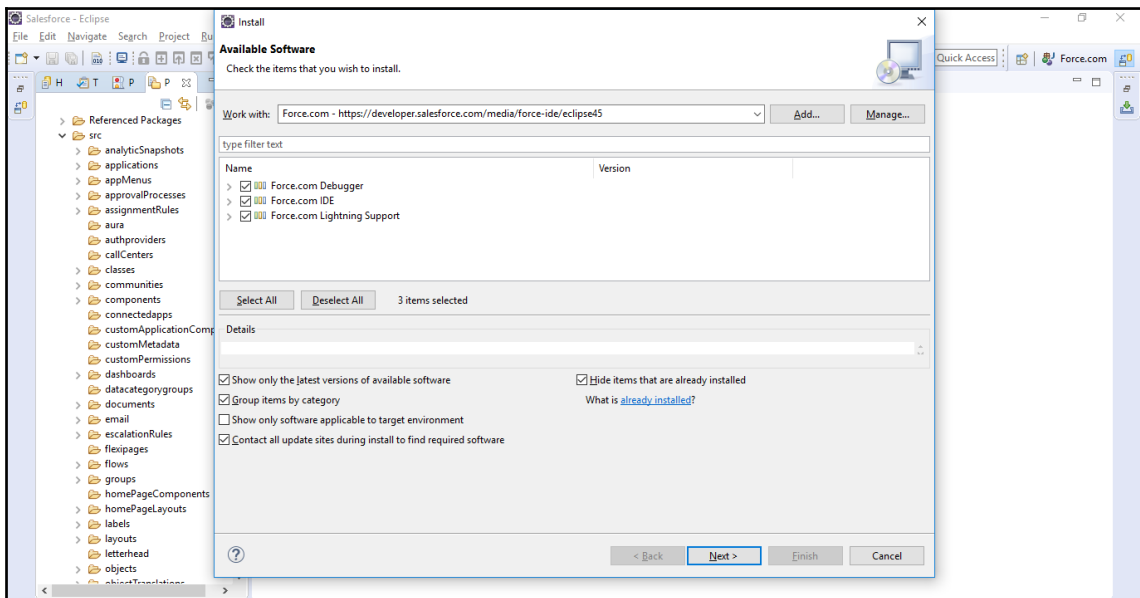 Salesforce - Eclipse
File Edit Navigate Search Project Ru
Quick Access
Force.com
H T P P
Referenced Packages
src
analyticSnapshots
applications
appMenus
approvalProcesses
assignmentRules
aura
authproviders
callCenters
classes
communities
components
connectedapps
customApplicationComp
customMetadata
customPermissions
dashboards
datacategorygroups
documents
email
escalationRules
flexipages
flows
groups
homePageComponents
homePageLayouts
labels
layouts
letterhead
objects
objectTranslations
Install
Available Software
Check the items that you wish to install.
Work with: Force.com - https://developer.salesforce.com/media/force-ide/eclipse45 Add... Manage...
type filter text
Name Version
Force.com Debugger
Force.com IDE
Force.com Lightning Support
Select All Deselect All 3 items selected
Details
Show only the latest versions of available software Hide items that are already installed
Group items by category What is already installed?
Show only software applicable to target environment
Contact all update sites during install to find required software
? < Back Next > Finish Cancel